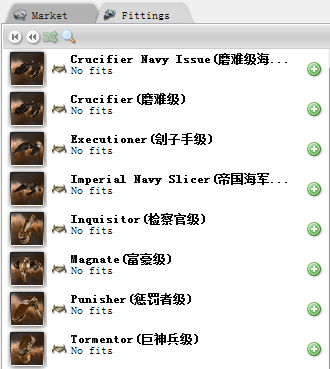 Market
Fittings
Crucifier Navy Issue(磨难级海...
No fits
Crucifier(磨难级)
No fits
Executioner(刽子手级)
No fits
Imperial Navy Slicer(帝国海军...
No fits
Inquisitor(检察官级)
No fits
Magnate(富豪级)
No fits
Punisher(惩罚者级)
No fits
Tormentor(巨神兵级)
No fits